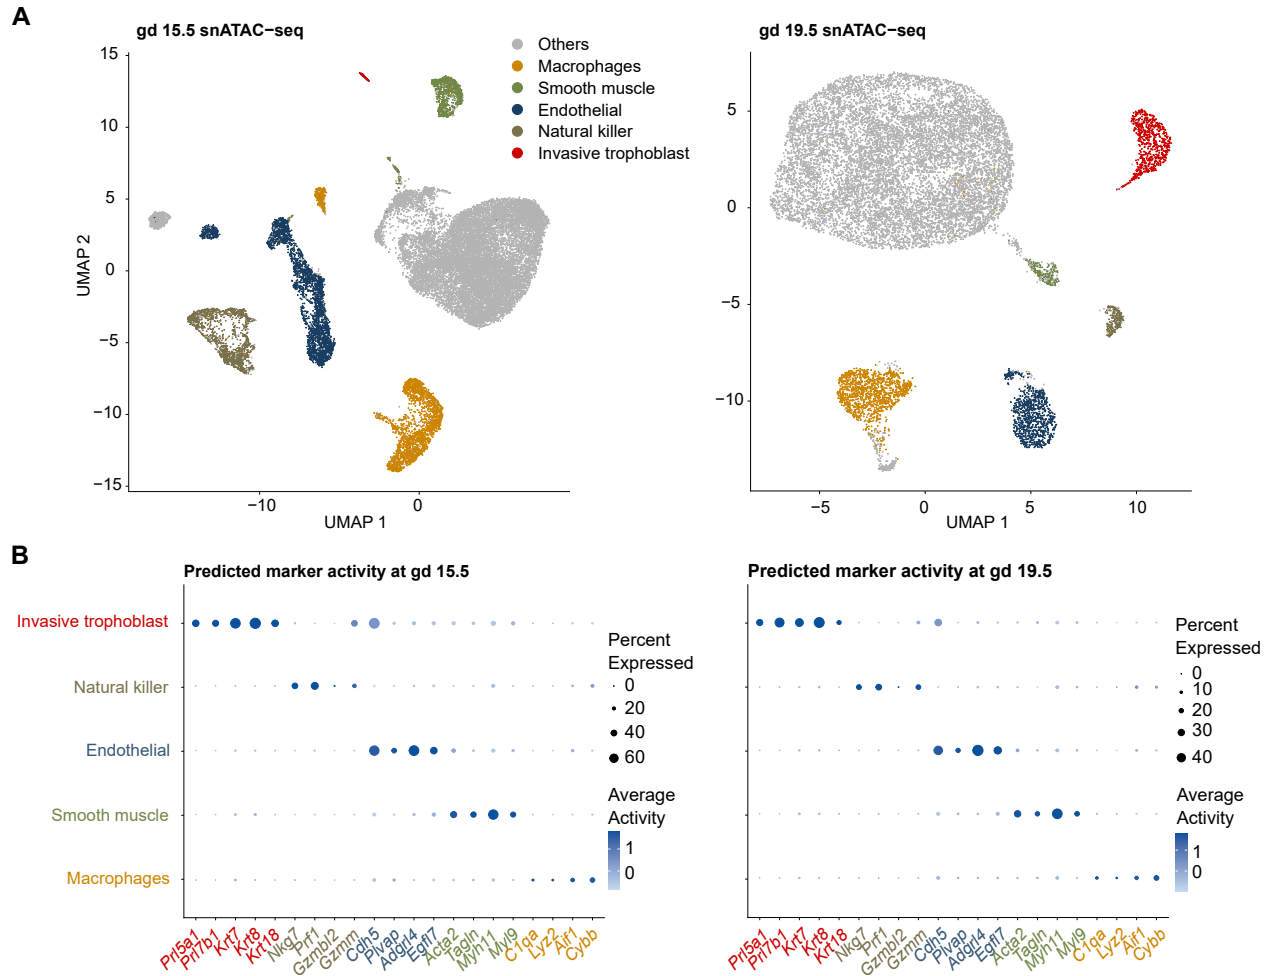 A
gd 15.5 snATAC−seq
gd 19.5 snATAC−seq
Others
Macrophages
Smooth muscle
Endothelial
Natural killer
Invasive trophoblast
15
10
5
0
−5
−10
−15
UMAP 2
−10
0
UMAP 1
5
0
−5
−10
−5
0
5
10
UMAP 1
B
Predicted marker activity at gd 15.5
Predicted marker activity at gd 19.5
Invasive trophoblast
Natural killer
Endothelial
Smooth muscle
Macrophages
Percent
Expressed
0
20
40
60
Average
Activity
1
0
Percent
Expressed
0
10
20
30
40
Average
Activity
1
0
Prl5a1
Prl7b1
Krt7
Krt8
Krt18
Nkg7
Prf1
Gzmbl2
Gzmm
Cdh5
Plvap
Adgrl4
Egfl7
Acta2
Tagln
Myh11
Myl9
C1qa
Lyz2
Aif1
Cybb
Prl5a1
Prl7b1
Krt7
Krt8
Krt18
Nkg7
Prf1
Gzmbl2
Gzmm
Cdh5
Plvap
Adgrl4
Egfl7
Acta2
Tagln
Myh11
Myl9
C1qa
Lyz2
Aif1
Cybb